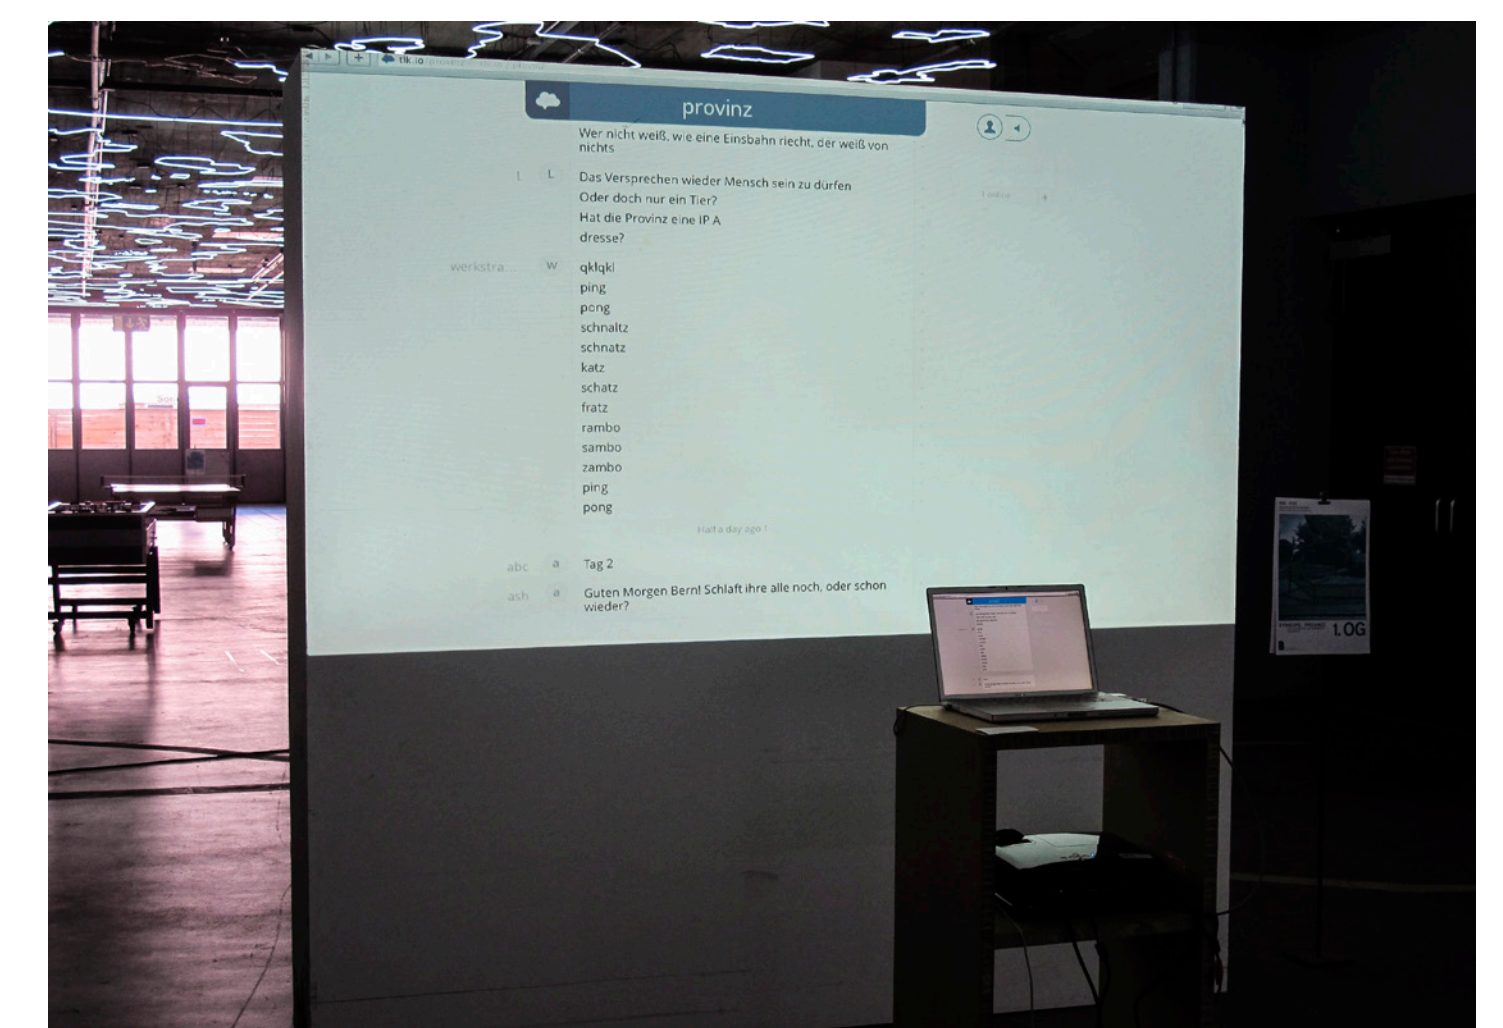 tlk.io
provinz
Wer nicht weiß, wie eine Einsbahn riecht, der weiß von
nichts
L L Das Versprechen wieder Mensch sein zu dürfen
Oder doch nur ein Tier?
Hat die Provinz eine IP A
dresse?
werkstra... W qklqkl
ping
pong
schnaltz
schnatz
katz
schatz
fratz
rambo
sambo
zambo
ping
pong
Half a day ago
abc a Tag 2
ash a Guten Morgen Bern! Schlaft ihre alle noch, oder schon
wieder?
1.OG